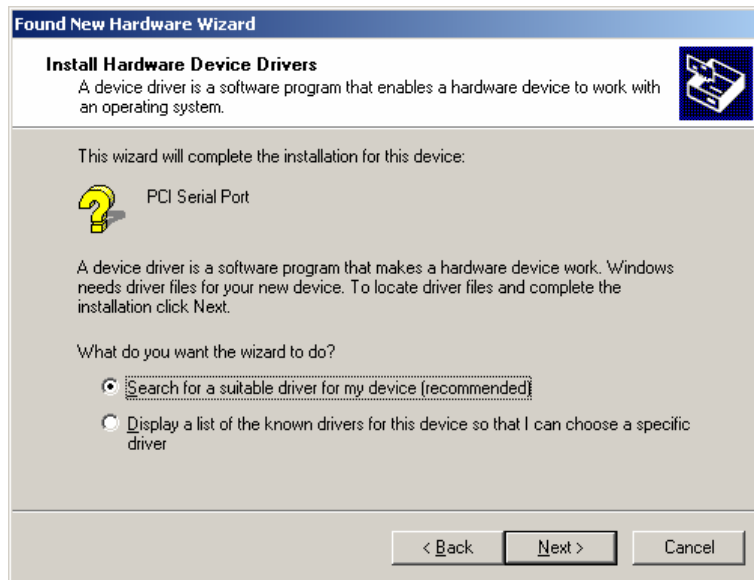 Found New Hardware Wizard
Install Hardware Device Drivers
A device driver is a software program that enables a hardware device to work with
an operating system.
This wizard will complete the installation for this device:
PCI Serial Port
A device driver is a software program that makes a hardware device work. Windows
needs driver files for your new device. To locate driver files and complete the
installation click Next.
What do you want the wizard to do?
Search for a suitable driver for my device (recommended)
Display a list of the known drivers for this device so that I can choose a specific
driver
< Back
Next >
Cancel